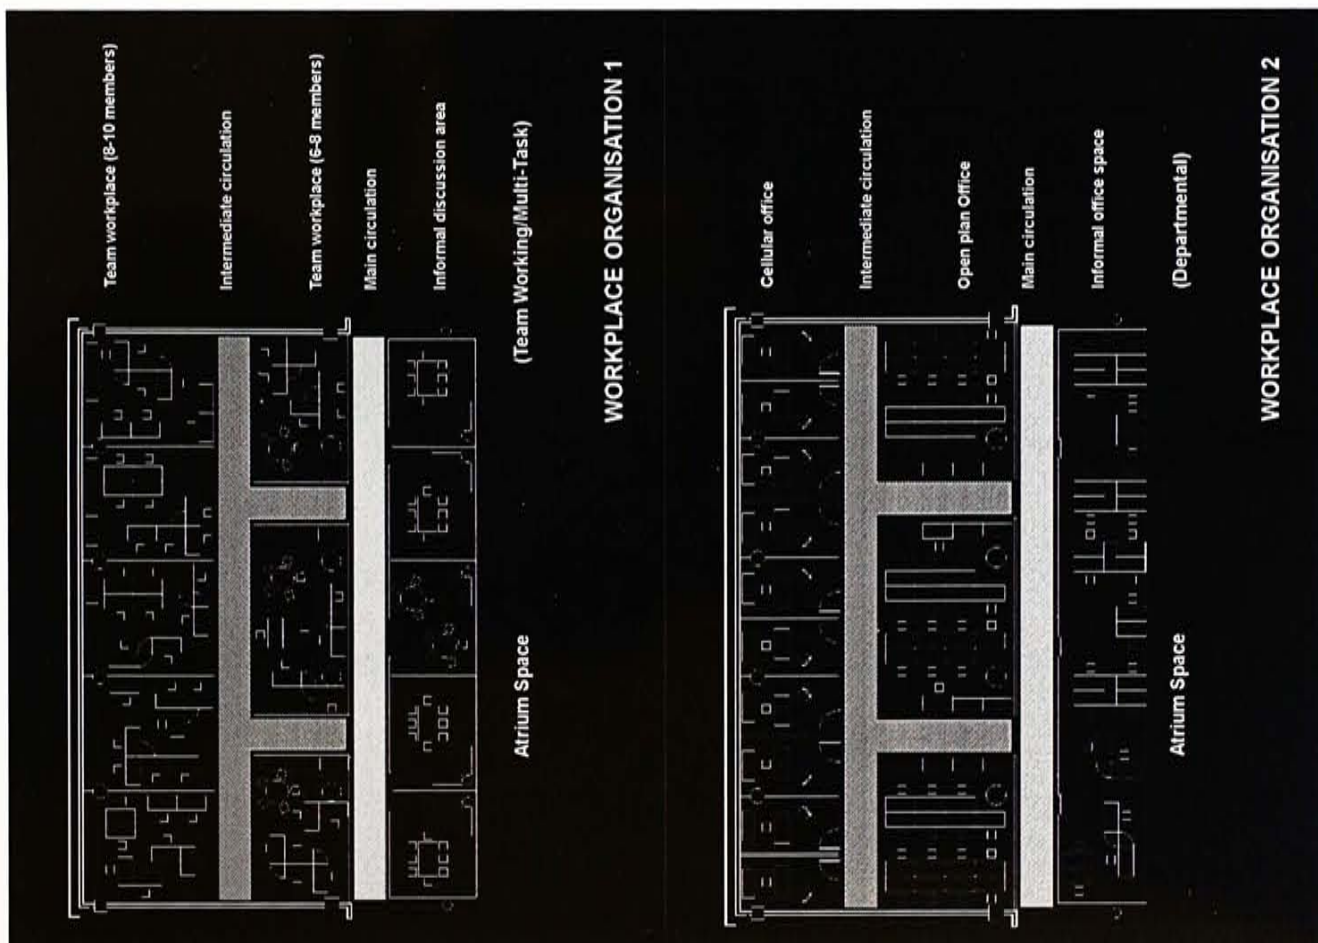 Team workplace (8-10 members)
Intermediate circulation
Team workplace (6-8 members)
Main circulation
Informal discussion area
(Team Working/Multi-Task)
Atrium Space
WORKPLACE ORGANISATION 1
Cellular office
Intermediate circulation
Open plan Office
Main circulation
Informal office space
(Departmental)
Atrium Space
WORKPLACE ORGANISATION 2